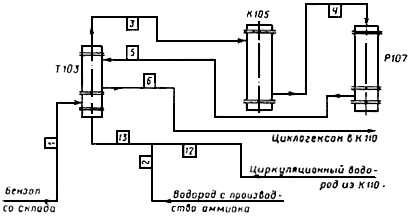 3
К105
4
Т103
5
Р107
6
Циклогексан в К110
1
13
12
2
Циркуляционный водо-
род из К110.
Бензол
со склада
Водород с производ-
ства аммиака